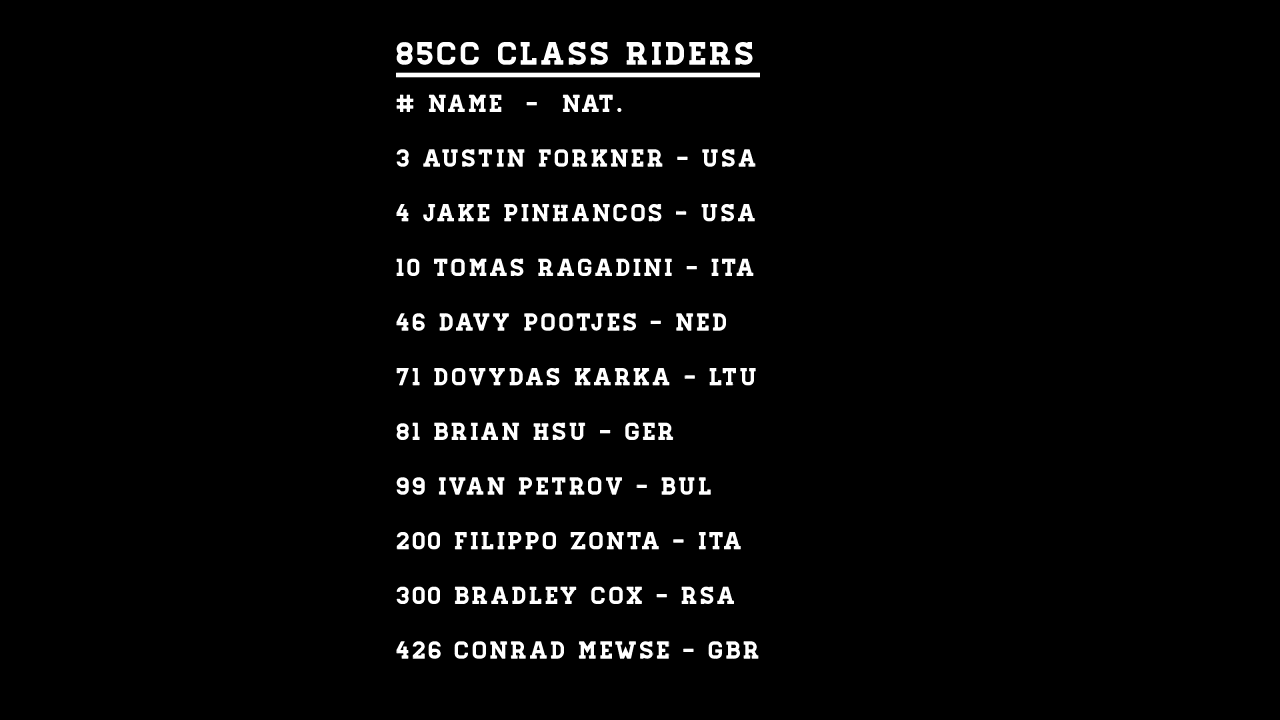 85CC CLASS RIDERS
# NAME - NAT.
3 AUSTIN FORKNER - USA
4 JAKE PINHANCOS - USA
10 TOMAS RAGADINI - ITA
46 DAVY POOTJES - NED
71 DOVYDAS KARKA - LTU
81 BRIAN HSU - GER
99 IVAN PETROV - BUL
200 FILIPPO ZONTA - ITA
300 BRADLEY COX - RSA
426 CONRAD MEWSE - GBR